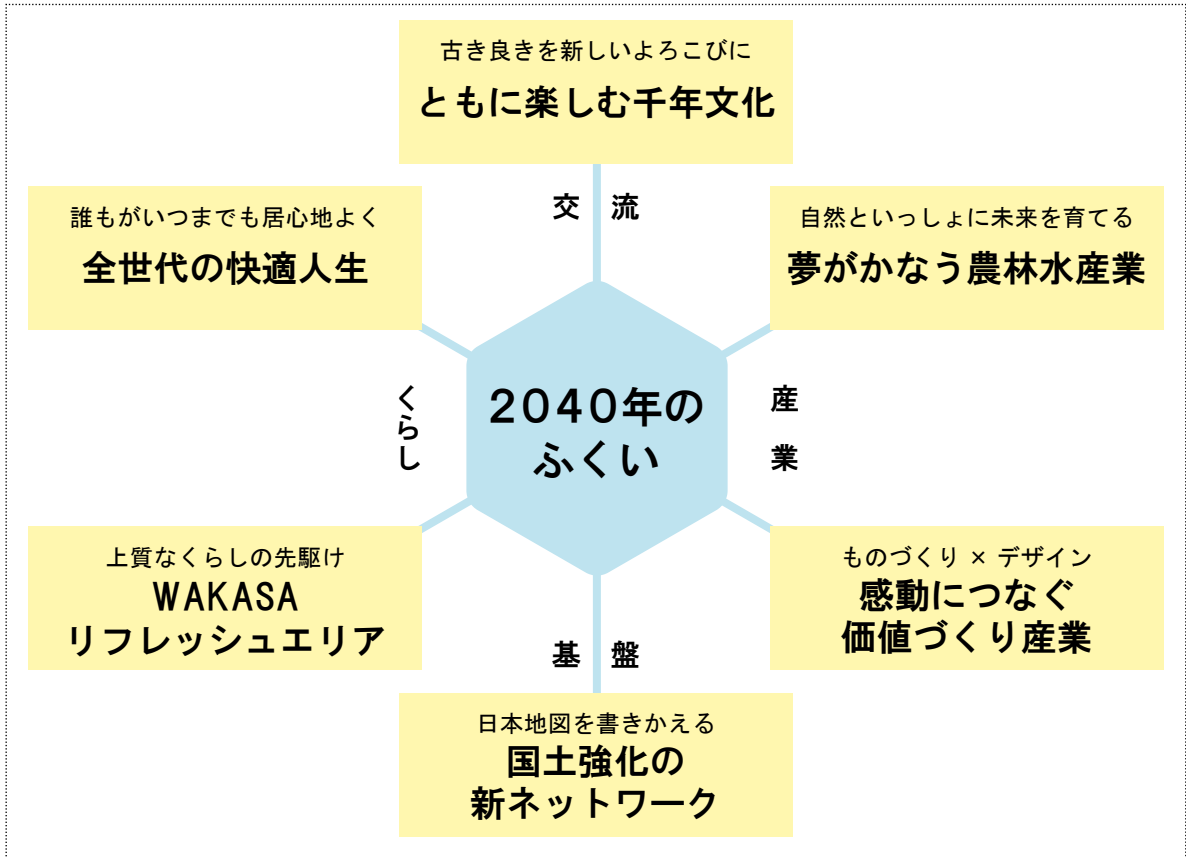 古き良きを新しいよろこびに
ともに楽しむ千年文化
交流
誰もがいつまでも居心地よく
全世代の快適人生
自然といっしょに未来を育てる
夢がかなう農林水産業
くらし
2040年の
ふくい
産業
上質なくらしの先駆け
WAKASA
リフレッシュエリア
ものづくり × デザイン
感動につなぐ
価値づくり産業
基盤
日本地図を書きかえる
国土強化の
新ネットワーク